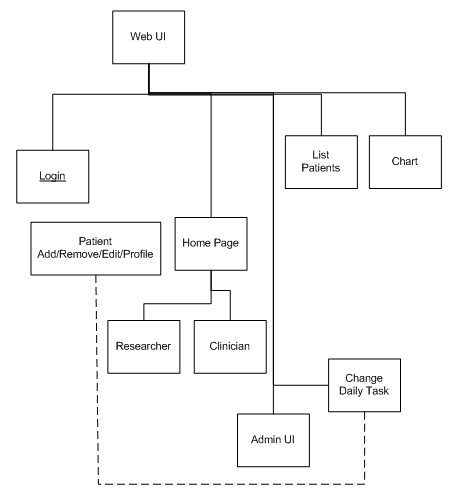 Web UI
Login
List
Patients
Chart
Patient
Add/Remove/Edit/Profile
Home Page
Researcher
Clinician
Change
Daily Task
Admin UI